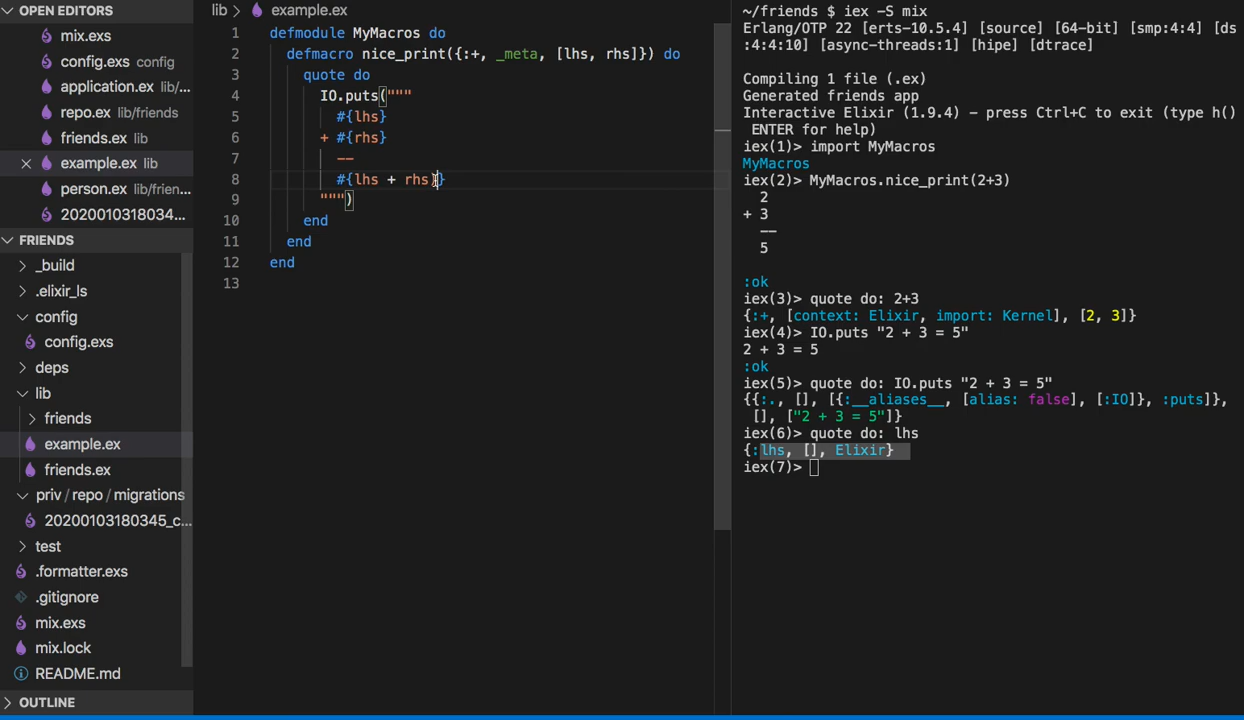 OPEN EDITORS
mix.exs
config.exs config
application.ex lib/...
repo.ex lib/friends
friends.ex lib
example.ex lib
person.ex lib/frien...
2020010318034...
FRIENDS
_build
.elixir_ls
config
config.exs
deps
lib
friends
example.ex
friends.ex
priv / repo / migrations
20200103180345_c...
test
.formatter.exs
.gitignore
mix.exs
mix.lock
README.md
OUTLINE
lib > example.ex
1 defmodule MyMacros do
2 defmacro nice_print({:+, _meta, [lhs, rhs]}) do
3 quote do
4 IO.puts("""
5 #{lhs}
6 + #{rhs}
7 --
8 #{lhs + rhs}
9 """)
10 end
11 end
12 end
13
~/friends $ iex -S mix
Erlang/OTP 22 [erts-10.5.4] [source] [64-bit] [smp:4:4] [ds
:4:4:10] [async-threads:1] [hipe] [dtrace]
Compiling 1 file (.ex)
Generated friends app
Interactive Elixir (1.9.4) - press Ctrl+C to exit (type h()
ENTER for help)
iex(1)> import MyMacros
MyMacros
iex(2)> MyMacros.nice_print(2+3)
2
+ 3
--
5
:ok
iex(3)> quote do: 2+3
{:+, [context: Elixir, import: Kernel], [2, 3]}
iex(4)> IO.puts "2 + 3 = 5"
2 + 3 = 5
:ok
iex(5)> quote do: IO.puts "2 + 3 = 5"
{{:., [], [{:__aliases__, [alias: false], [:IO]}, :puts]},
[], ["2 + 3 = 5"]}
iex(6)> quote do: lhs
{:lhs, [], Elixir}
iex(7)>